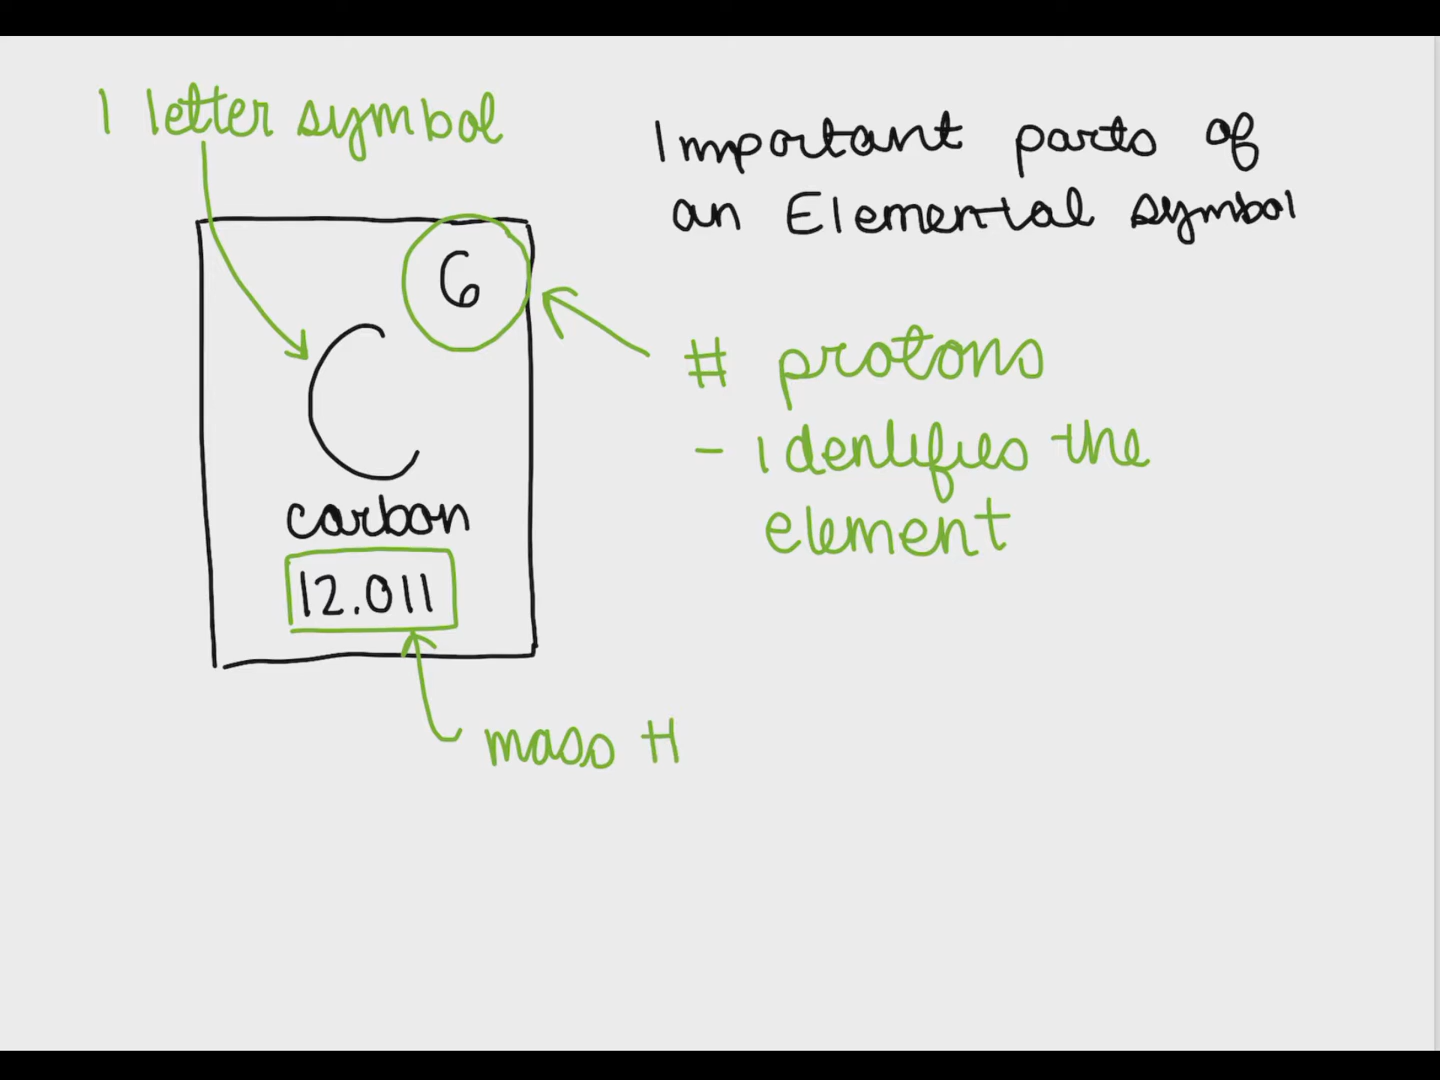 1 letter symbol
Important parts of
an Elemental symbol
6
C
carbon
12.011
# protons
- identifies the
element
mass